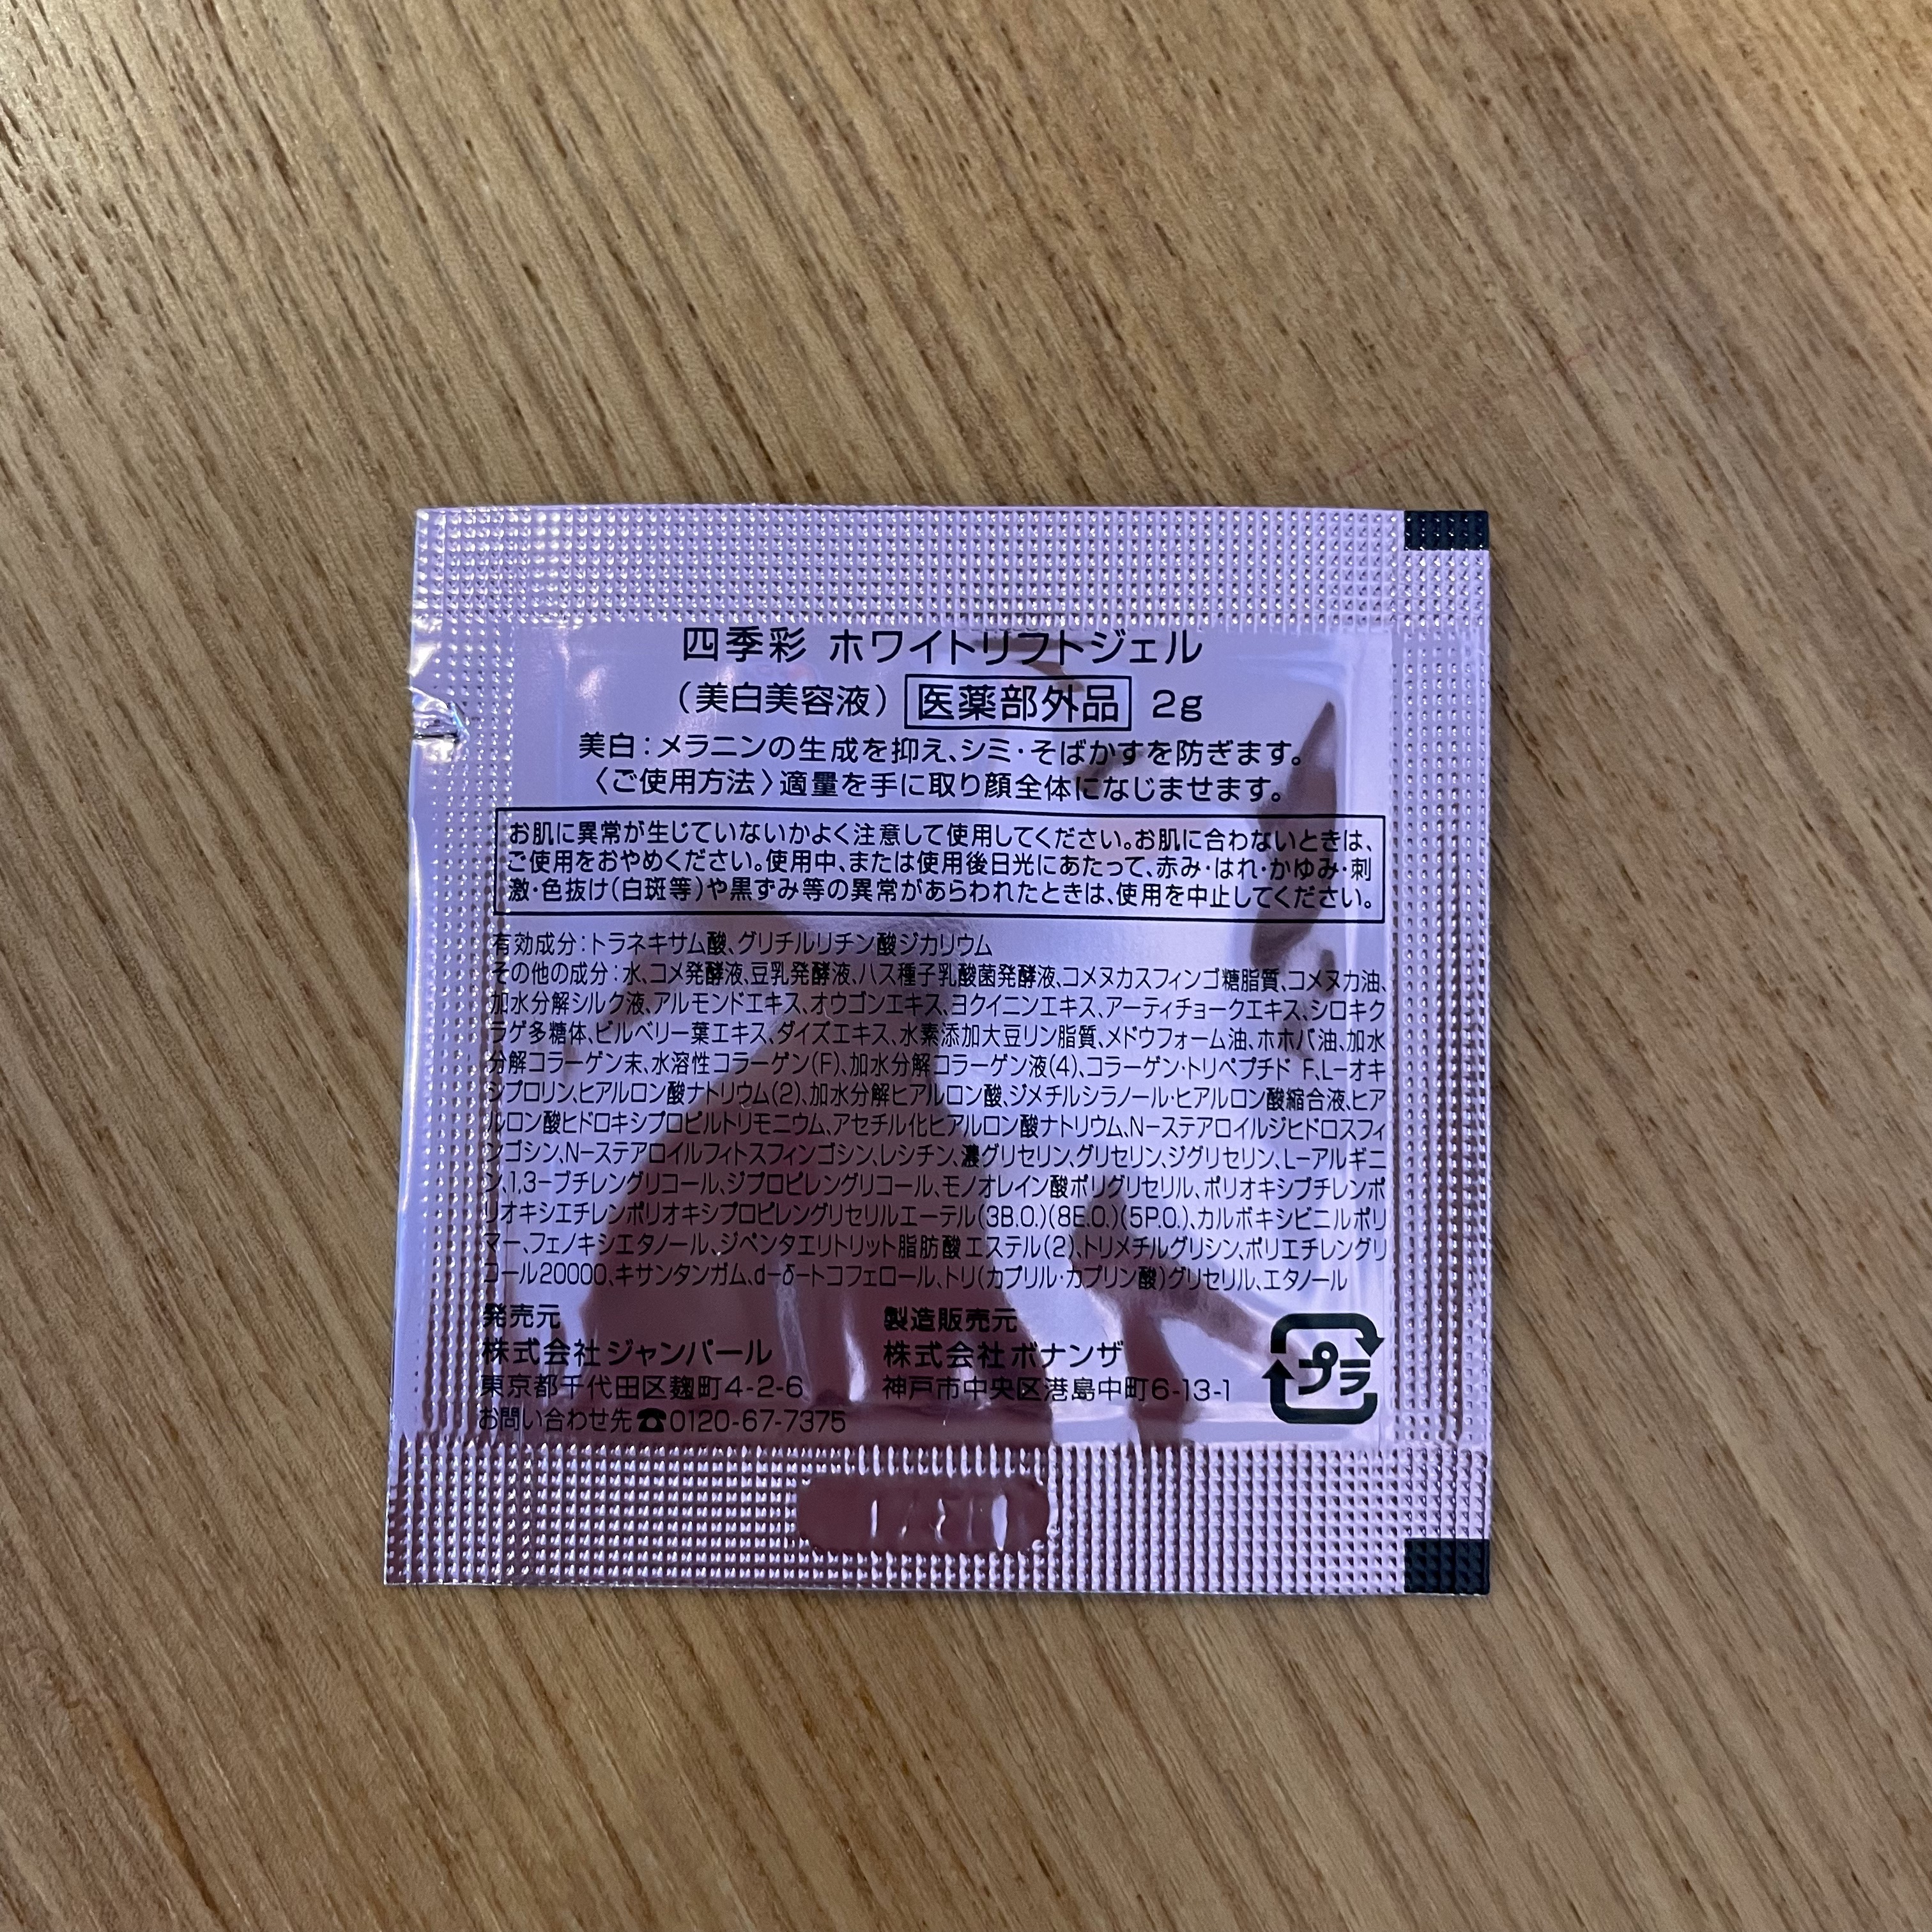 四季彩 ホワイトリフトジェル
（美白美容液） 医薬部外品 2g
美白：メラニンの生成を抑え、シミ・そばかすを防ぎます。
〈ご使用方法〉適量を手に取り顔全体になじませます。
お肌に異常が生じていないかよく注意して使用してください。お肌に合わないときは、
ご使用をおやめください。使用中、または使用後日光にあたって、赤み・はれ・かゆみ・刺
激・色抜け（白斑等）や黒ずみ等の異常があらわれたときは、使用を中止してください。
有効成分：トラネキサム酸、グリチルリチン酸ジカリウム
その他の成分：水、コメ発酵液、豆乳発酵液、ハス種子乳酸菌発酵液、コメヌカスフィンゴ糖脂質、コメヌカ油、
加水分解シルク液、アルモンドエキス、オウゴンエキス、ヨクイニンエキス、アーティチョークエキス、シロキク
ラゲ多糖体、ビルベリー葉エキス、ダイズエキス、水素添加大豆リン脂質、メドウフォーム油、ホホバ油、加水
分解コラーゲン末、水溶性コラーゲン(F)、加水分解コラーゲン液(4)、コラーゲン・トリペプチド F、L-オキ
シプロリン、ヒアルロン酸ナトリウム(2)、加水分解ヒアルロン酸、ジメチルシラノール・ヒアルロン酸縮合液、ヒア
ルロン酸ヒドロキシプロピルトリモニウム、アセチル化ヒアルロン酸ナトリウム、N-ステアロイルジヒドロスフィ
ンゴシン、N-ステアロイルフィトスフィンゴシン、レシチン、濃グリセリン、グリセリン、ジグリセリン、L-アルギニ
ン、1,3-ブチレングリコール、ジプロピレングリコール、モノオレイン酸ポリグリセリル、ポリオキシブチレンポ
リオキシエチレンポリオキシプロピレングリセリルエーテル(3B.O.)(8E.O.)(5P.O.)、カルボキシビニルポリ
マー、フェノキシエタノール、ジペンタエリトリット脂肪酸エステル(2)、トリメチルグリシン、ポリエチレングリ
コール20000、キサンタンガム、d-δ-トコフェロール、トリ(カプリル・カプリン酸)グリセリル、エタノール
発売元
株式会社ジャンパール
東京都千代田区麹町4-2-6
お問い合わせ先☎0120-67-7375
製造販売元
株式会社ボナンザ
神戸市中央区港島中町6-13-1
プラ